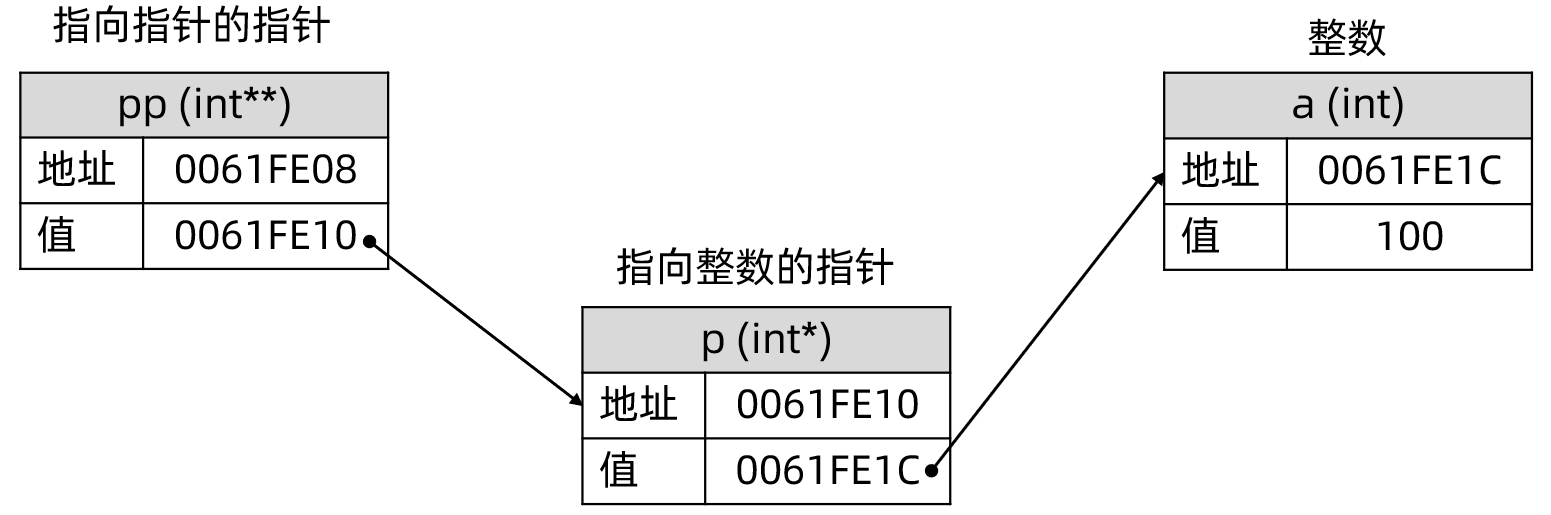 指向指针的指针
pp (int**)
地址 0061FE08
值 0061FE10
指向整数的指针
p (int*)
地址 0061FE10
值 0061FE1C
整数
a (int)
地址 0061FE1C
值 100